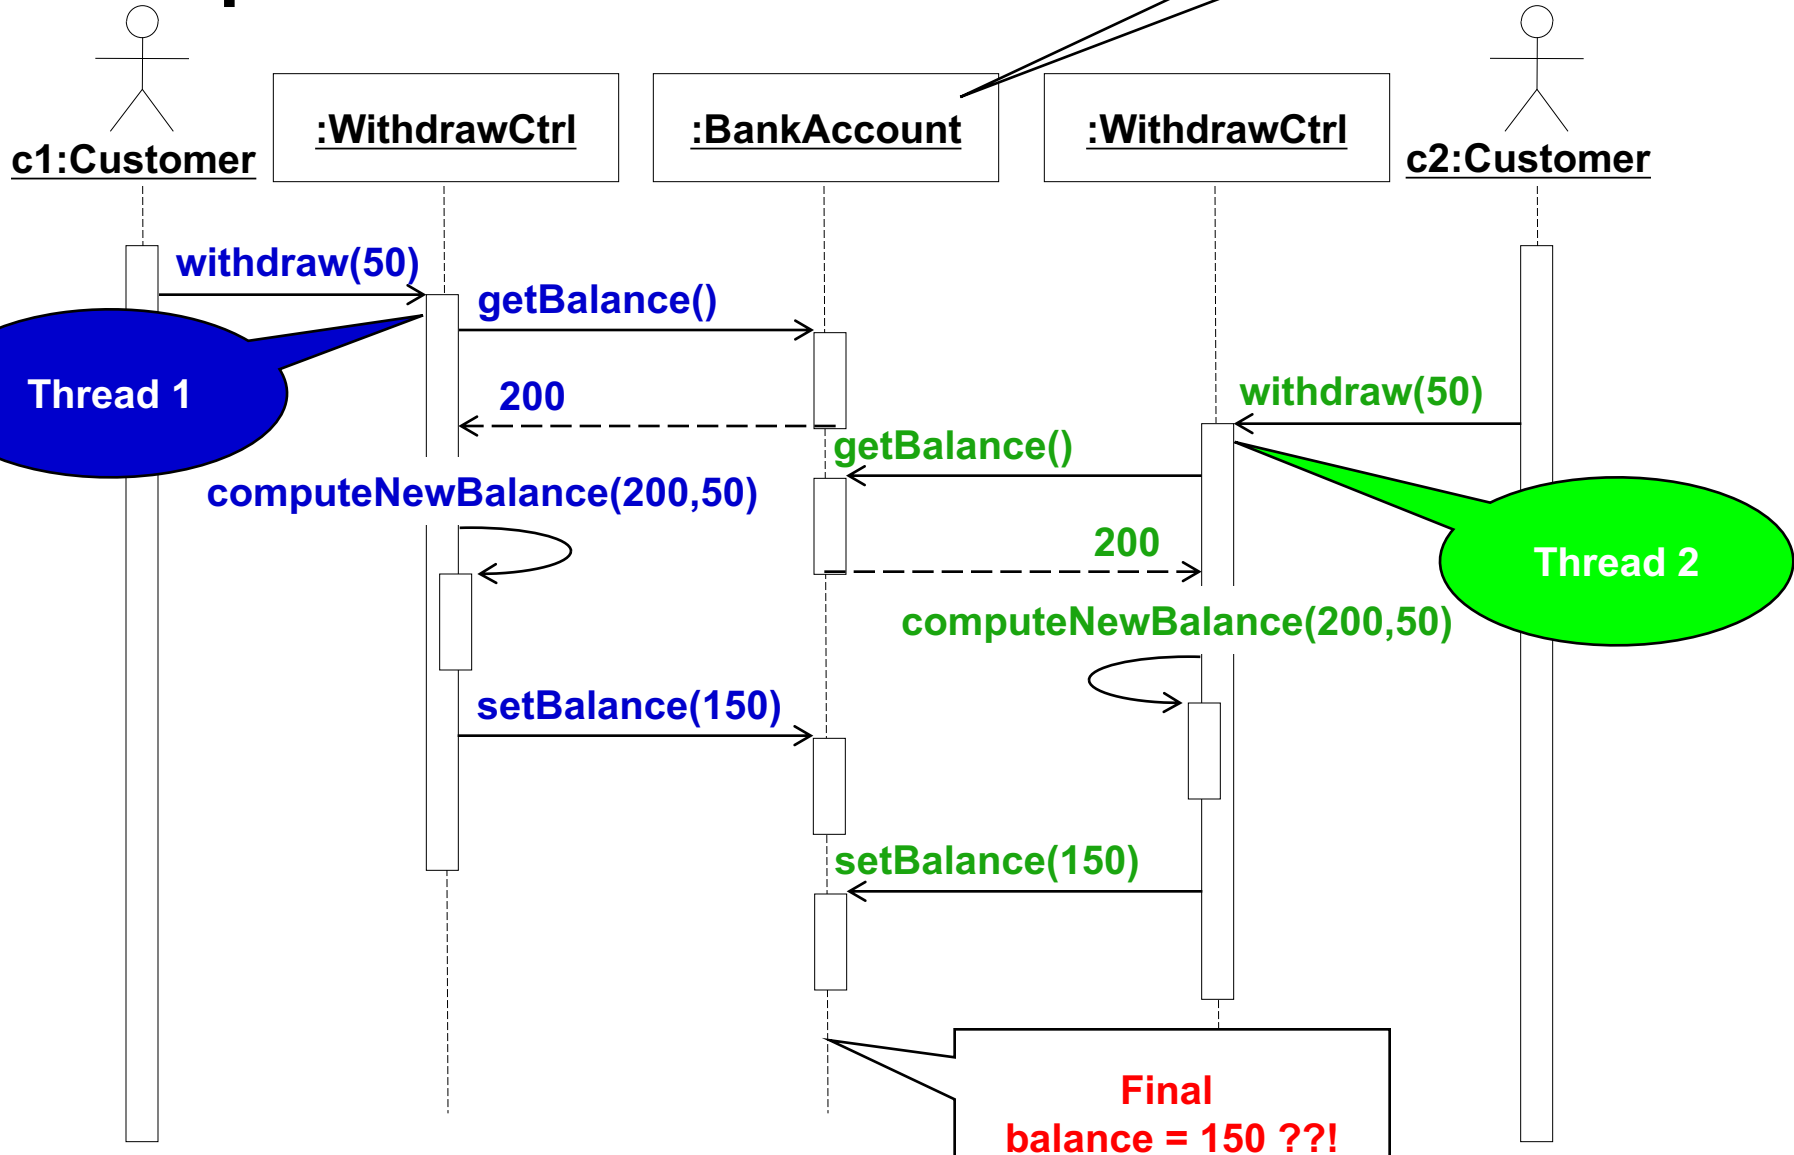 :WithdrawCtrl
:BankAccount
:WithdrawCtrl
c1:Customer
c2:Customer
withdraw(50)
getBalance()
Thread 1
200
withdraw(50)
getBalance()
computeNewBalance(200,50)
200
Thread 2
computeNewBalance(200,50)
setBalance(150)
setBalance(150)
Final
balance = 150 ??!